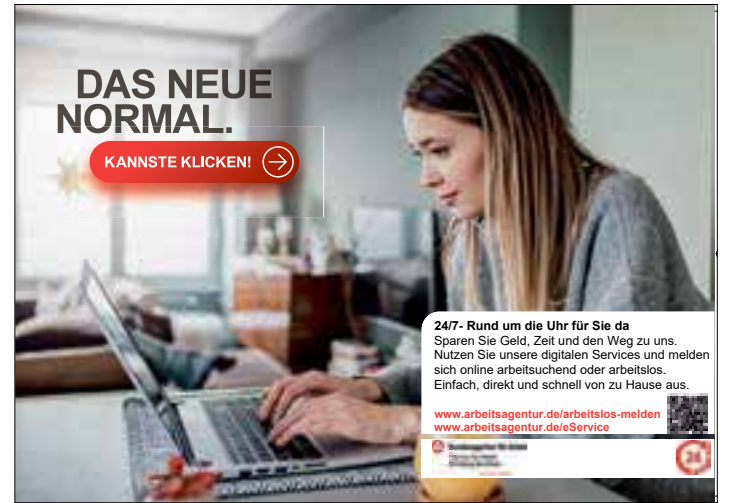 DAS NEUE
NORMAL.
KANNSTE KLICKEN!
24/7- Rund um die Uhr für Sie da
Sparen Sie Geld, Zeit und den Weg zu uns.
Nutzen Sie unsere digitalen Services und melden
sich online arbeitsuchend oder arbeitslos.
Einfach, direkt und schnell von zu Hause aus.
www.arbeitsagentur.de/arbeitslos-melden
www.arbeitsagentur.de/eService
24